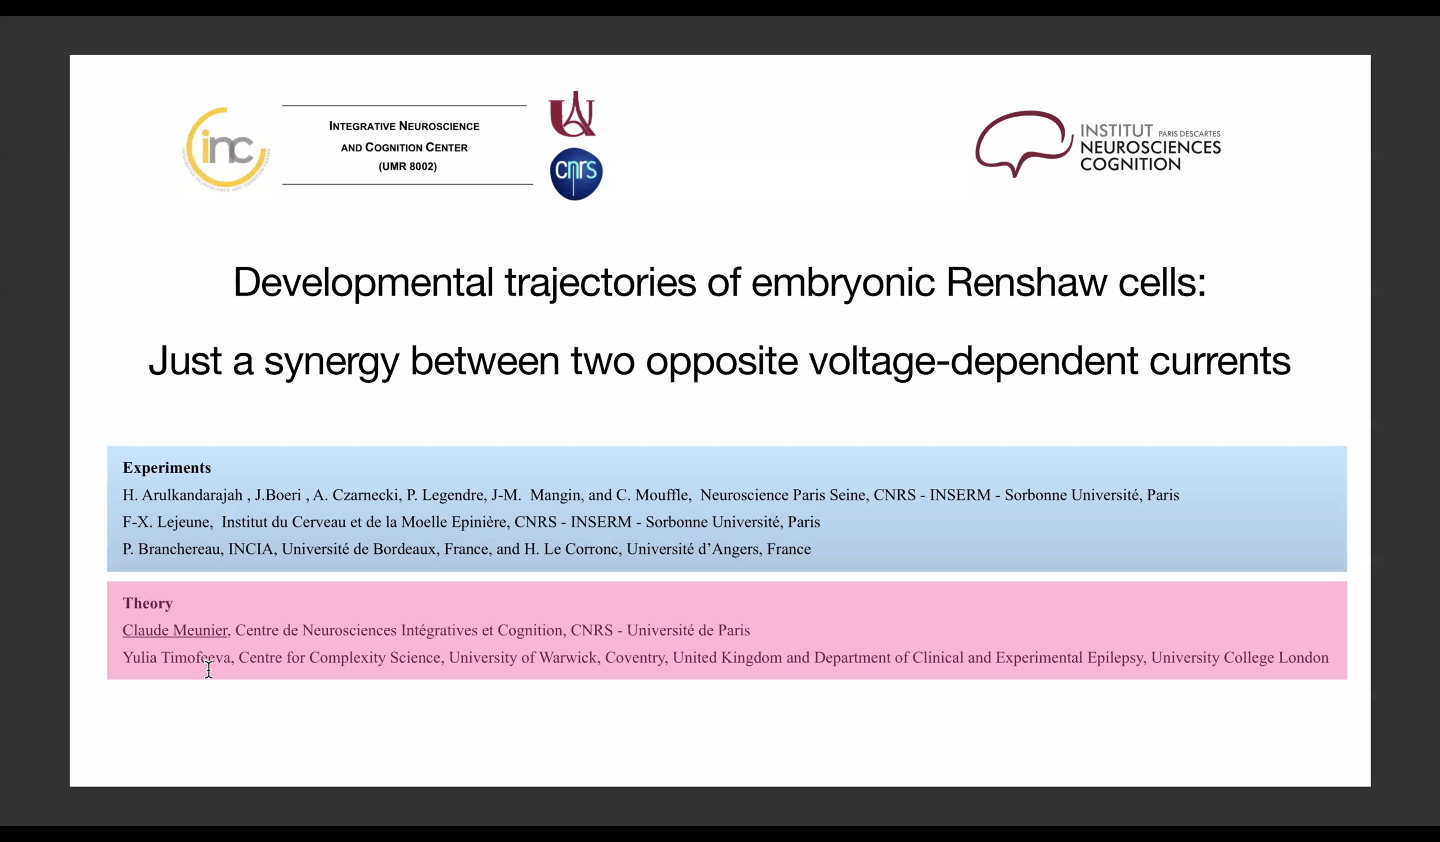 inc
INTEGRATIVE NEUROSCIENCE
AND COGNITION CENTER
(UMR 8002)
cnrs
INSTITUT PARIS DESCARTES
NEUROSCIENCES
COGNITION
Developmental trajectories of embryonic Renshaw cells:
Just a synergy between two opposite voltage-dependent currents
Experiments
H. Arulkandarajah , J.Boeri , A. Czarnecki, P. Legendre, J-M. Mangin, and C. Mouffle, Neuroscience Paris Seine, CNRS - INSERM - Sorbonne Université, Paris
F-X. Lejeune, Institut du Cerveau et de la Moelle Epinière, CNRS - INSERM - Sorbonne Université, Paris
P. Branchereau, INCIA, Université de Bordeaux, France, and H. Le Corronc, Université d’Angers, France
Theory
Claude Meunier, Centre de Neurosciences Intégratives et Cognition, CNRS - Université de Paris
Yulia Timofeeva, Centre for Complexity Science, University of Warwick, Coventry, United Kingdom and Department of Clinical and Experimental Epilepsy, University College London